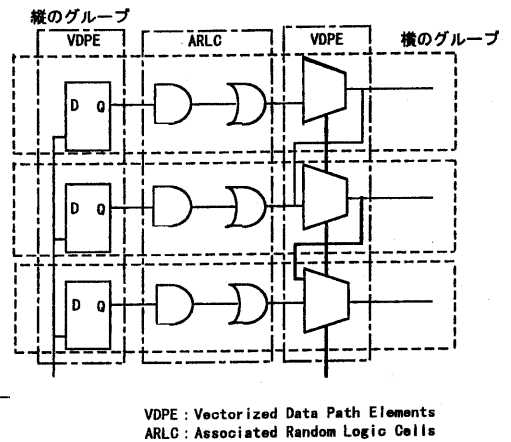 縦のグループ
VDPE
ARLC
VDPE
横のグループ
D Q
D Q
D Q
VDPE : Vectorized Data Path Elements
ARLC : Associated Random Logic Cells